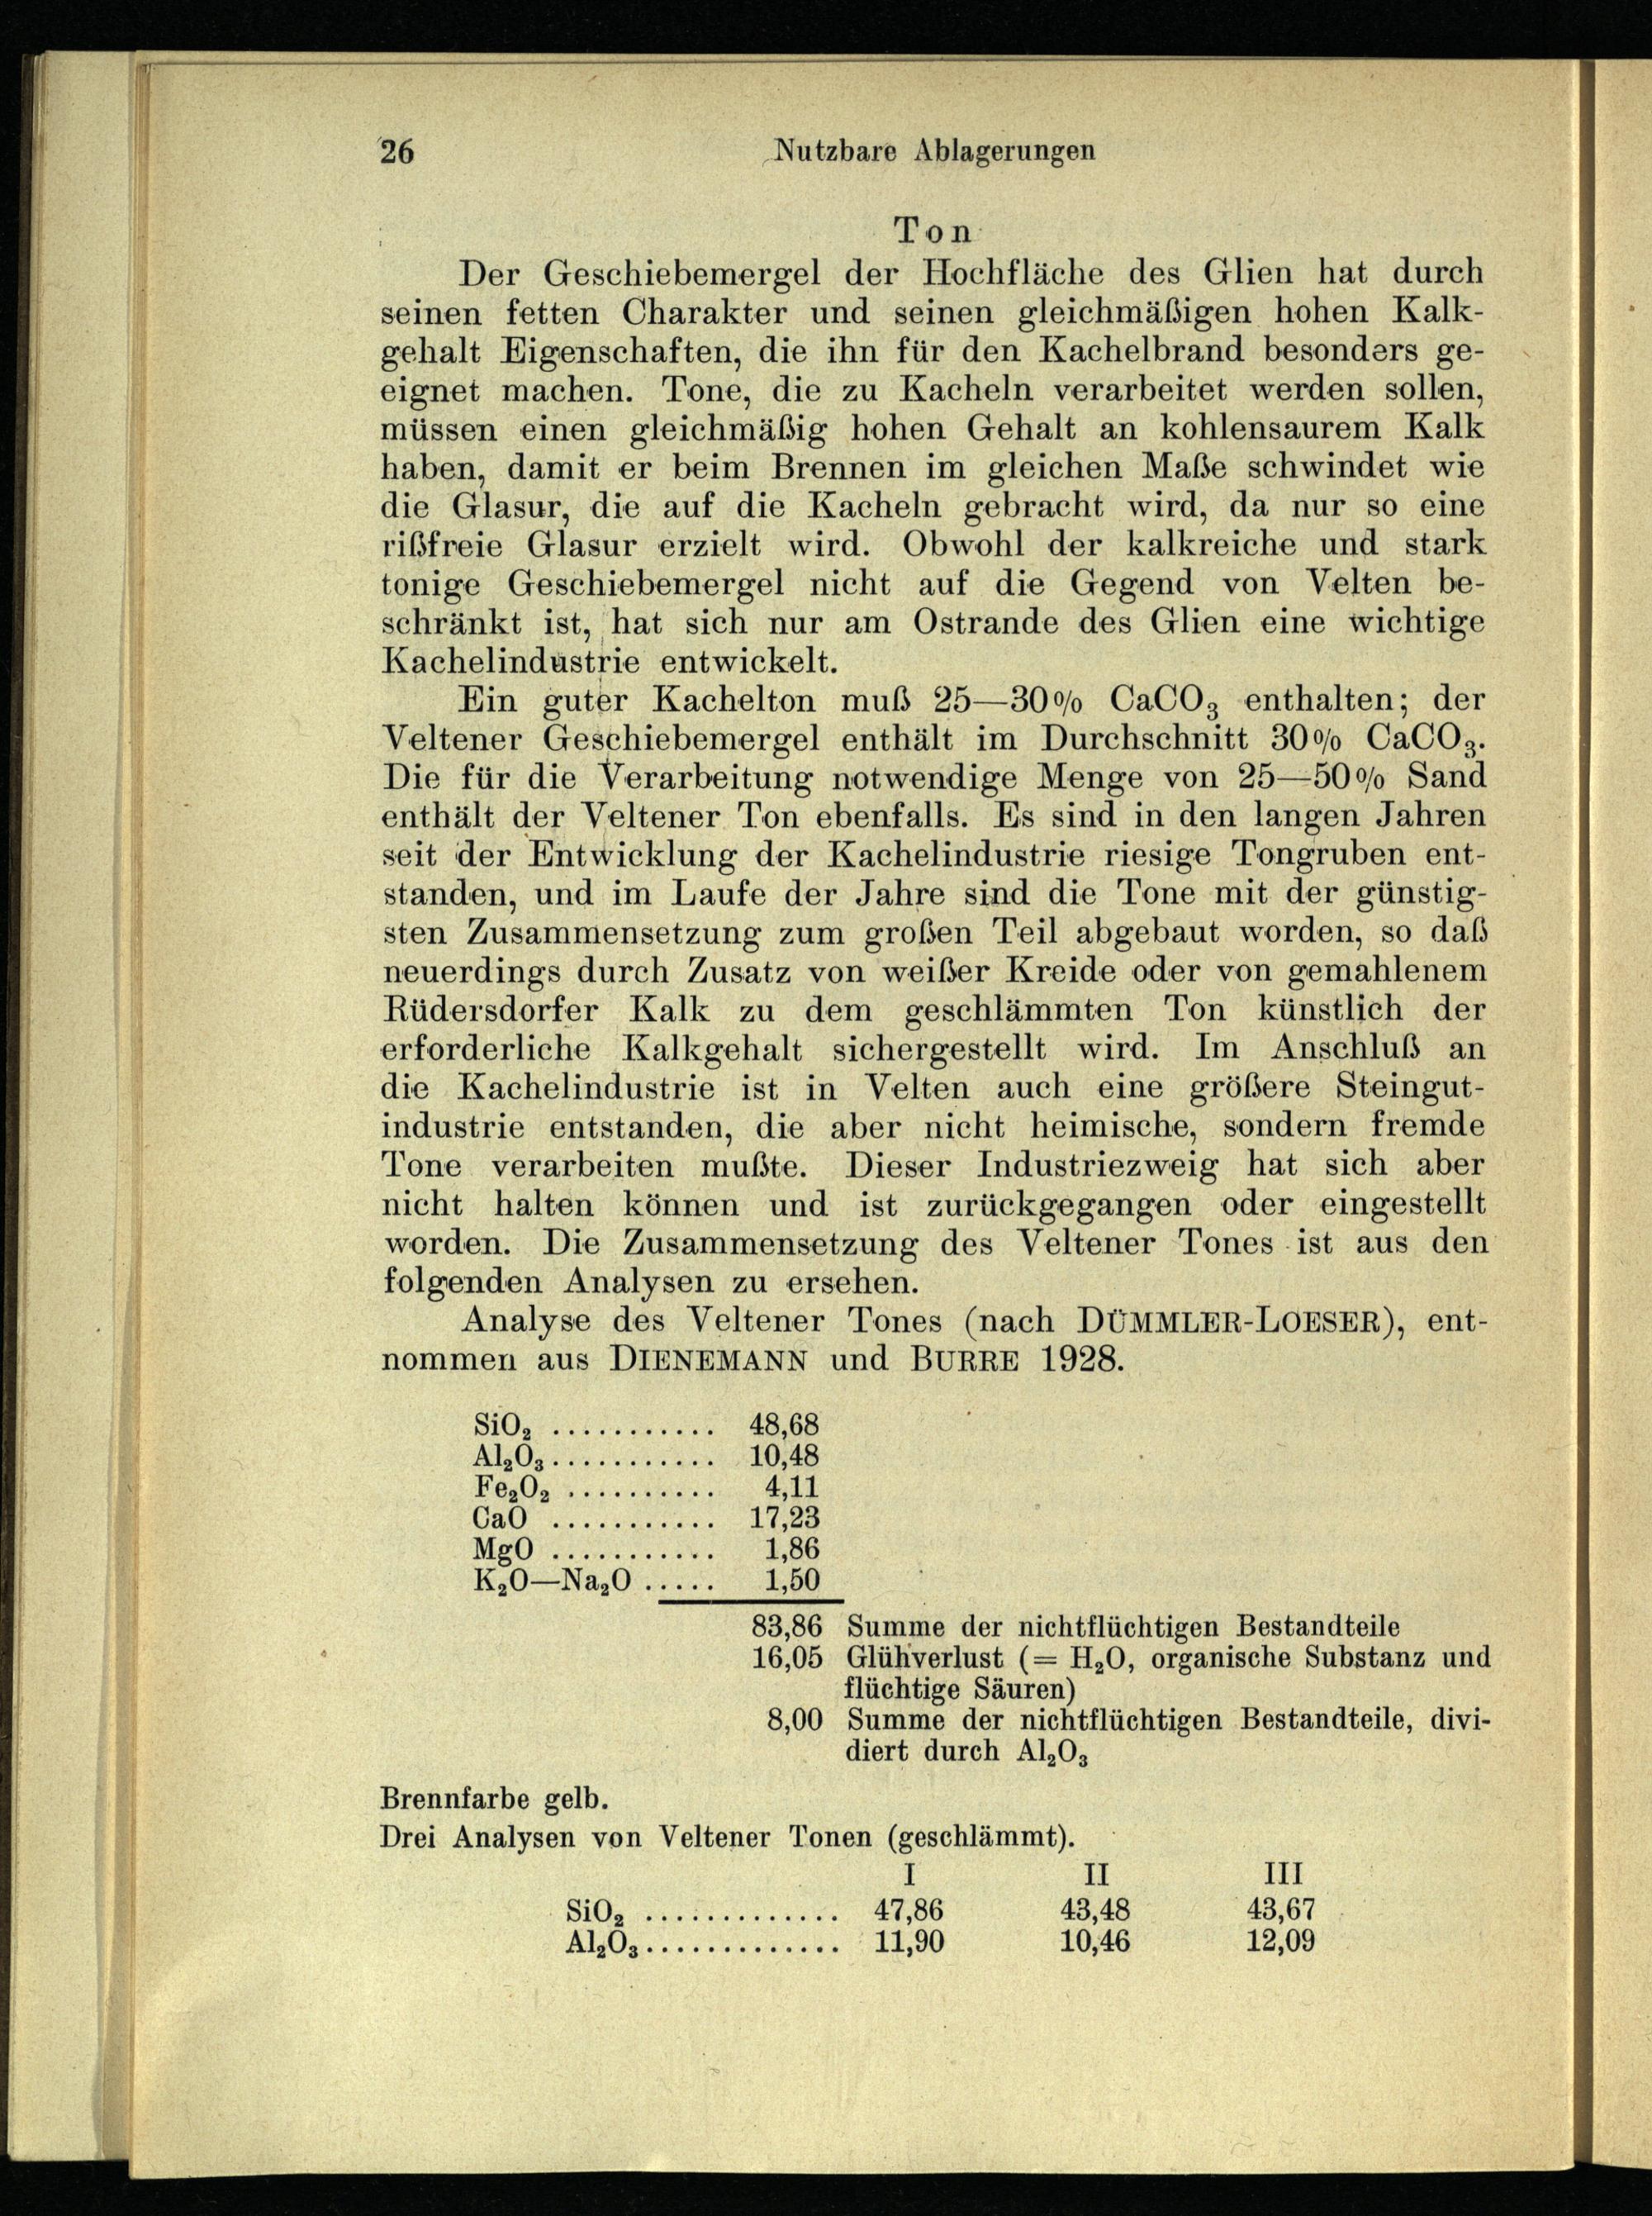 26 Nutzbare Ablagerungen
Ton
Der Geschiebemergel der Hochfläche des Glien hat durch
seinen fetten Charakter und seinen gleichmäßigen hohen Kalk-
gehalt Eigenschaften, die ihn für den Kachelbrand besonders ge-
eignet machen. Tone, die zu Kacheln verarbeitet werden sollen,
müssen einen gleichmäßig hohen Gehalt an kohlensaurem Kalk
haben, damit er beim Brennen im gleichen Maße schwindet wie
die Glasur, die auf die Kacheln gebracht wird, da nur so eine
rißfreie Glasur erzielt wird. Obwohl der kalkreiche und stark
tonige Geschiebemergel nicht auf die Gegend von Velten be-
schränkt ist, hat sich nur am Ostrande des Glien eine wichtige
Kachelindustrie entwickelt.
Ein guter Kachelton muß 25—30% CaCO₃ enthalten; der
Veltener Geschiebemergel enthält im Durchschnitt 30% CaCO₃.
Die für die Verarbeitung notwendige Menge von 25—50% Sand
enthält der Veltener Ton ebenfalls. Es sind in den langen Jahren
seit der Entwicklung der Kachelindustrie riesige Tongruben ent-
standen, und im Laufe der Jahre sind die Tone mit der günstig-
sten Zusammensetzung zum großen Teil abgebaut worden, so daß
neuerdings durch Zusatz von weißer Kreide oder von gemahlenem
Rüdersdorfer Kalk zu dem geschlämmten Ton künstlich der
erforderliche Kalkgehalt sichergestellt wird. Im Anschluß an
die Kachelindustrie ist in Velten auch eine größere Steingut-
industrie entstanden, die aber nicht heimische, sondern fremde
Tone verarbeiten mußte. Dieser Industriezweig hat sich aber
nicht halten können und ist zurückgegangen oder eingestellt
worden. Die Zusammensetzung des Veltener Tones ist aus den
folgenden Analysen zu ersehen.
Analyse des Veltener Tones (nach DÜMMLER-LOESER), ent-
nommen aus DIENEMANN und BURRE 1928.
SiO₂ ........... 48,68
Al₂O₃........... 10,48
Fe₂O₂ .......... 4,11
CaO ........... 17,23
MgO ........... 1,86
K₂O—Na₂O ..... 1,50
83,86 Summe der nichtflüchtigen Bestandteile
16,05 Glühverlust (= H₂O, organische Substanz und
flüchtige Säuren)
8,00 Summe der nichtflüchtigen Bestandteile, divi-
diert durch Al₂O₃
Brennfarbe gelb.
Drei Analysen von Veltener Tonen (geschlämmt).
I II III
SiO₂ ............. 47,86 43,48 43,67
Al₂O₃............. 11,90 10,46 12,09